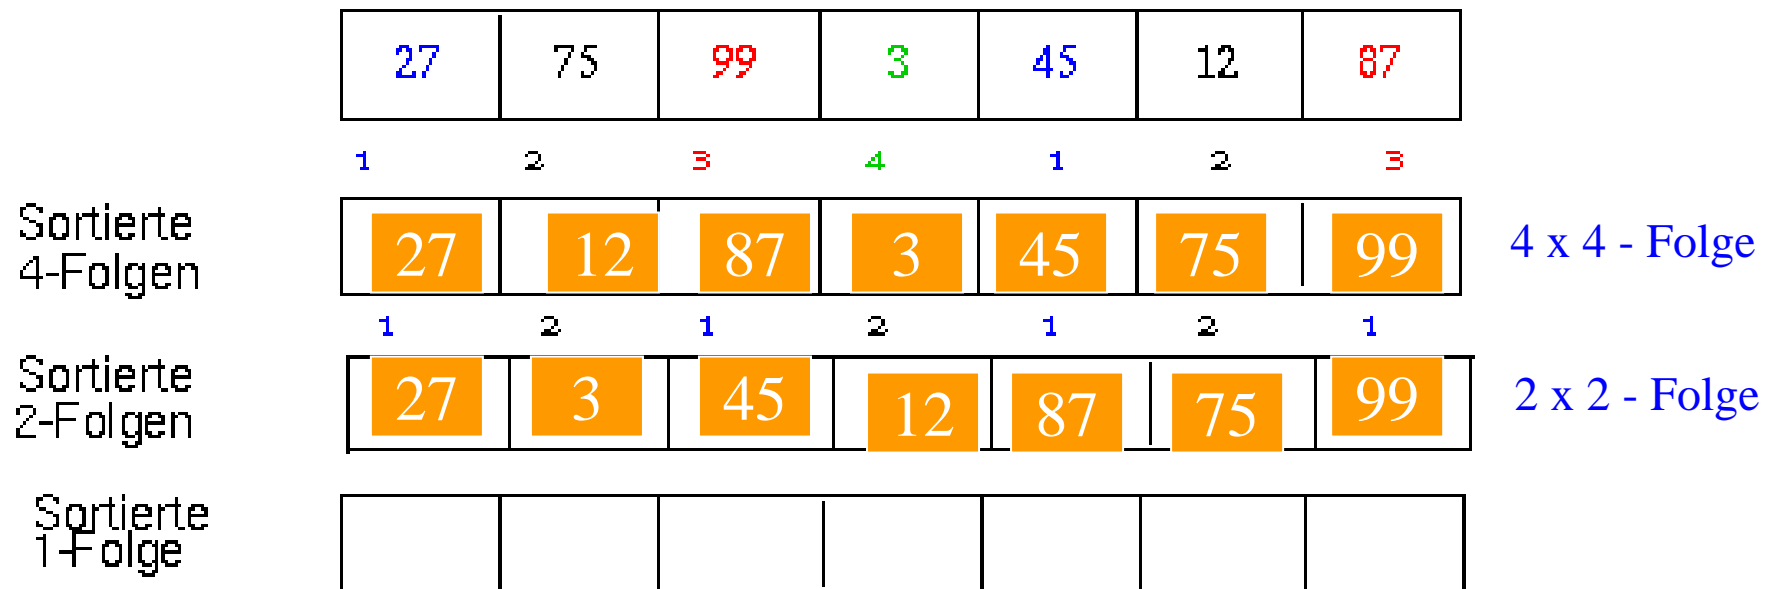 27 75 99 3 45 12 87
1 2 3 4 1 2 3
Sortierte
4-Folgen
27 12 87 3 45 75 99
4 x 4 - Folge
1 2 1 2 1 2 1
Sortierte
2-Folgen
27 3 45 12 87 75 99
2 x 2 - Folge
Sortierte
1-Folge